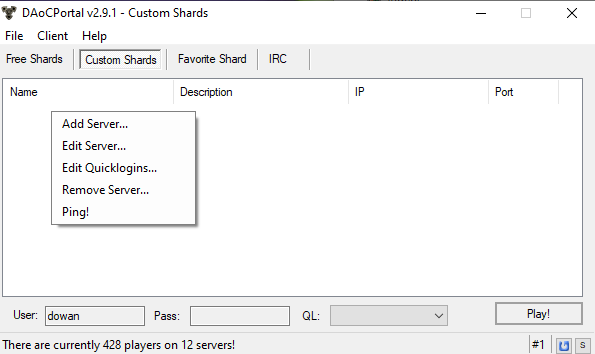 DAoCPortal v2.9.1 - Custom Shards
File Client Help
Free Shards Custom Shards Favorite Shard IRC
Name Description IP Port
Add Server...
Edit Server...
Edit Quicklogins...
Remove Server...
Ping!
User: dowan Pass: QL: Play!
There are currently 428 players on 12 servers! #1 S